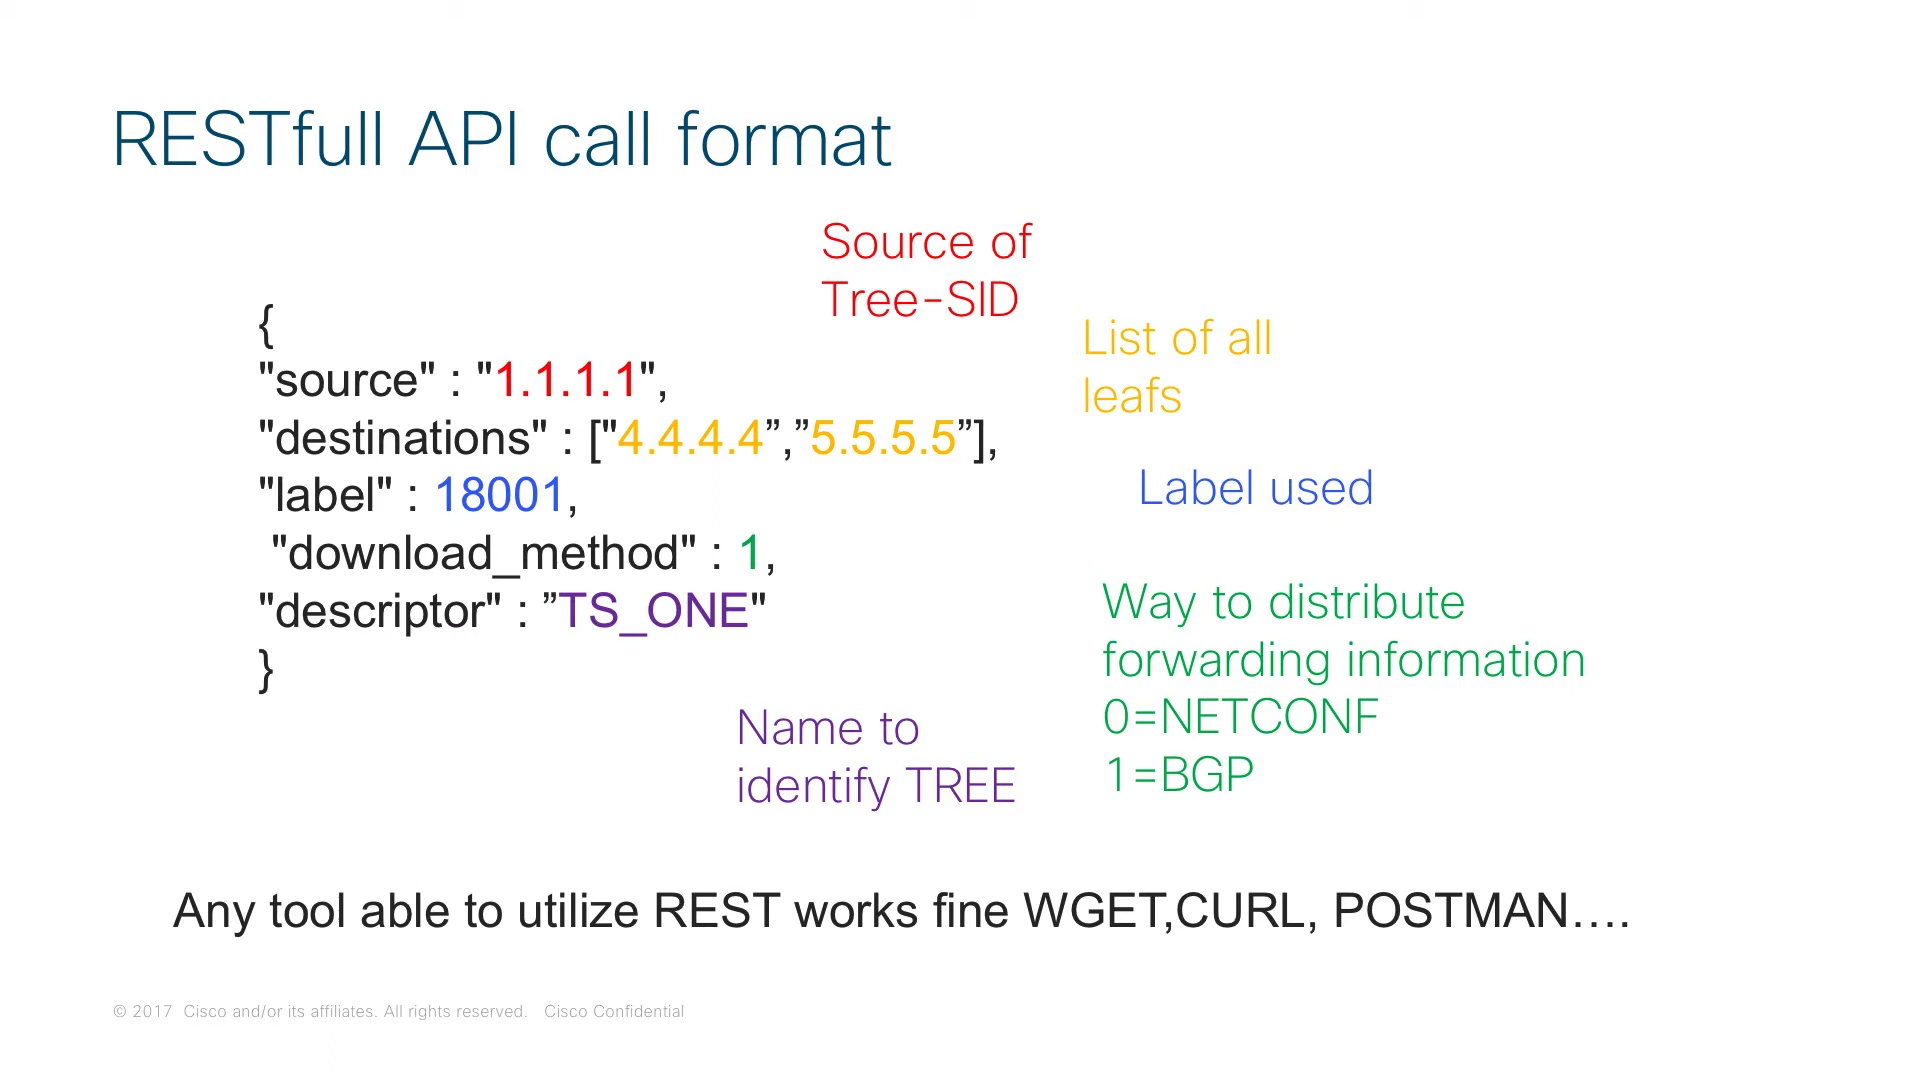 RESTfull API call format
Source of
Tree-SID
{
"source" : "1.1.1.1",
"destinations" : ["4.4.4.4”,”5.5.5.5”],
"label" : 18001,
"download_method" : 1,
"descriptor" : ”TS_ONE"
}
List of all
leafs
Label used
Way to distribute
forwarding information
0=NETCONF
1=BGP
Name to
identify TREE
Any tool able to utilize REST works fine WGET,CURL, POSTMAN….
© 2017 Cisco and/or its affiliates. All rights reserved. Cisco Confidential